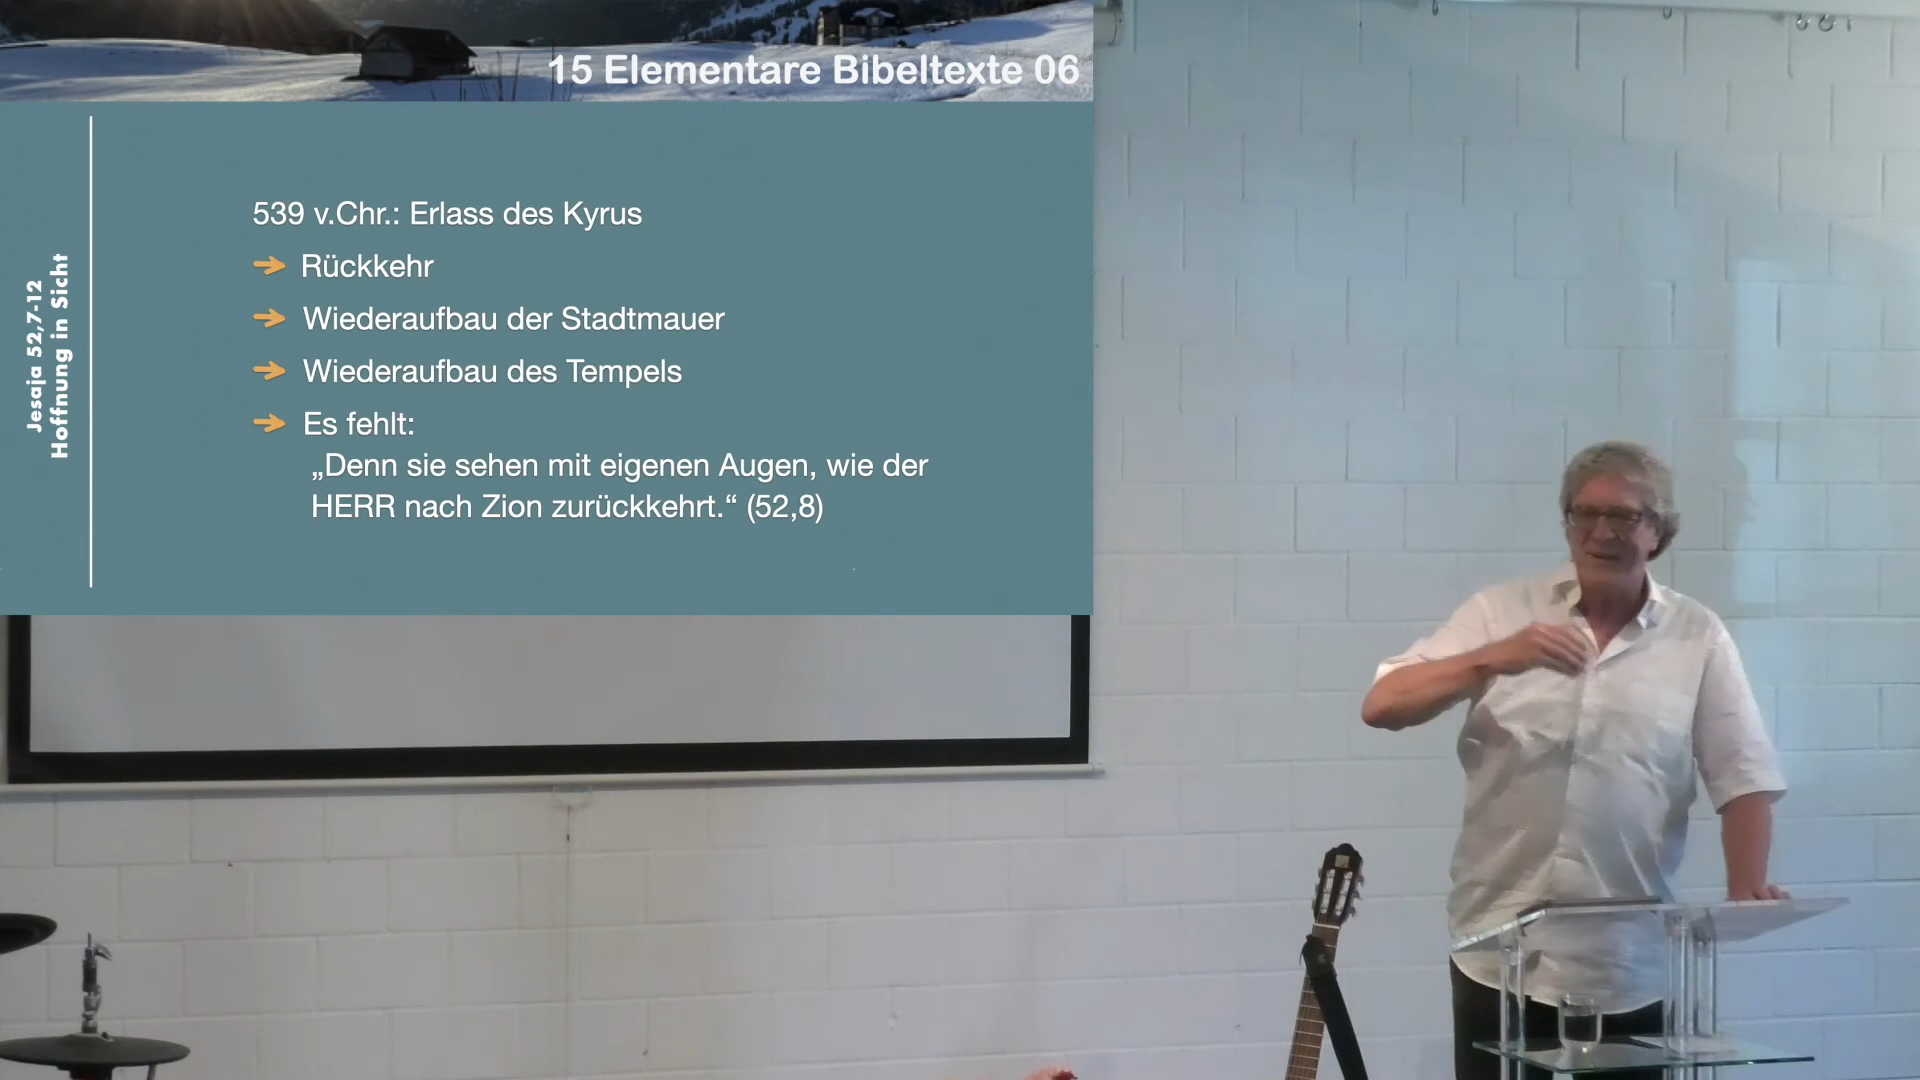 15 Elementare Bibeltexte 06
Jesaja 52,7-12
Hoffnung in Sicht
539 v.Chr.: Erlass des Kyrus
➔ Rückkehr
➔ Wiederaufbau der Stadtmauer
➔ Wiederaufbau des Tempels
➔ Es fehlt:
„Denn sie sehen mit eigenen Augen, wie der
HERR nach Zion zurückkehrt.“ (52,8)